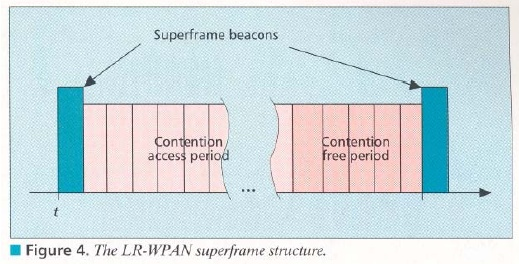 Superframe beacons
Contention
access period
Contention
free period
...
t
Figure 4. The LR-WPAN superframe structure.